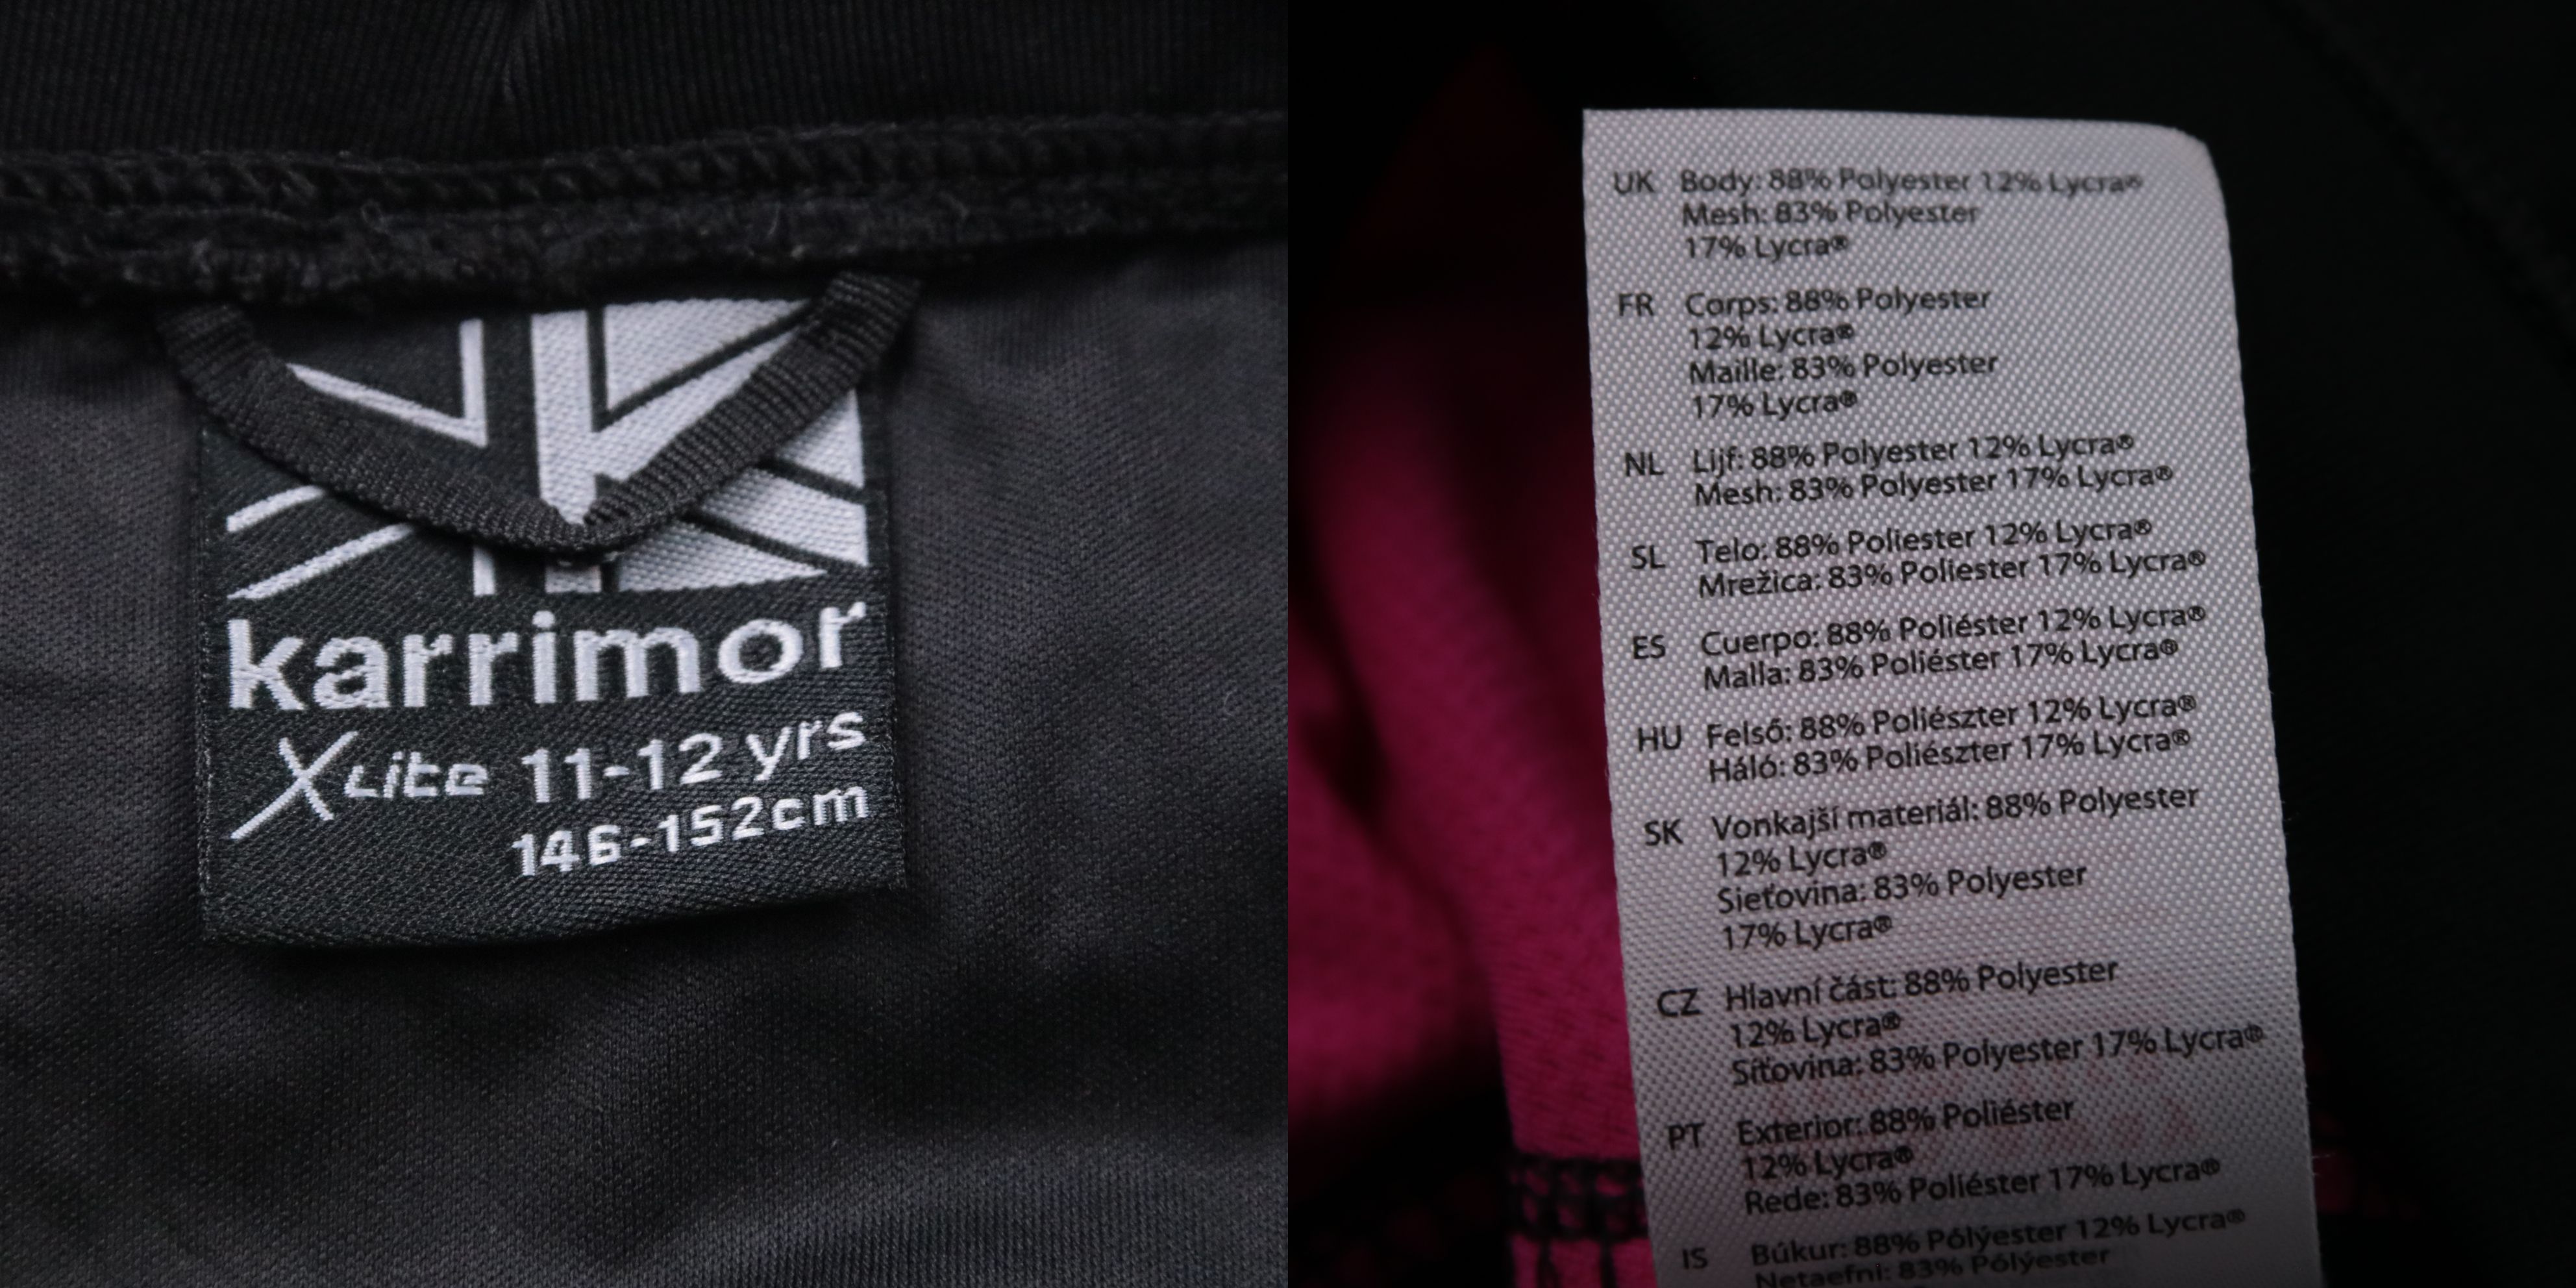 karrimor
XLite 11-12 yrs
146-152cm
UK Body: 88% Polyester 12% Lycra®
Mesh: 83% Polyester
17% Lycra®
FR Corps: 88% Polyester
12% Lycra®
Maille: 83% Polyester
17% Lycra®
NL Lijf: 88% Polyester 12% Lycra®
Mesh: 83% Polyester 17% Lycra®
SL Telo: 88% Poliester 12% Lycra®
Mrežica: 83% Poliester 17% Lycra®
ES Cuerpo: 88% Poliéster 12% Lycra®
Malla: 83% Poliéster 17% Lycra®
HU Felső: 88% Poliészter 12% Lycra®
Háló: 83% Poliészter 17% Lycra®
SK Vonkajší materiál: 88% Polyester
12% Lycra®
Sieťovina: 83% Polyester
17% Lycra®
CZ Hlavní část: 88% Polyester
12% Lycra®
Síťovina: 83% Polyester 17% Lycra®
PT Exterior: 88% Poliéster
12% Lycra®
Rede: 83% Poliéster 17% Lycra®
IS Búkur: 88% Pólýester 12% Lycra®
Netaefni: 83% Pólýester